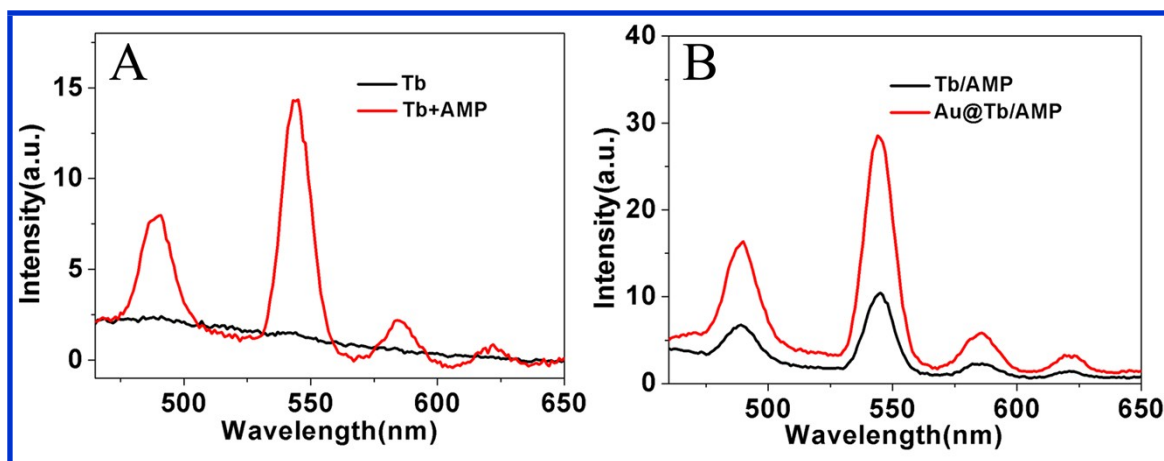 A
Tb
Tb+AMP
15
10
5
0
Intensity(a.u.)
500
550
600
650
Wavelength(nm)
B
Tb/AMP
Au@Tb/AMP
40
30
20
10
0
Intensity(a.u.)
500
550
600
650
Wavelength(nm)